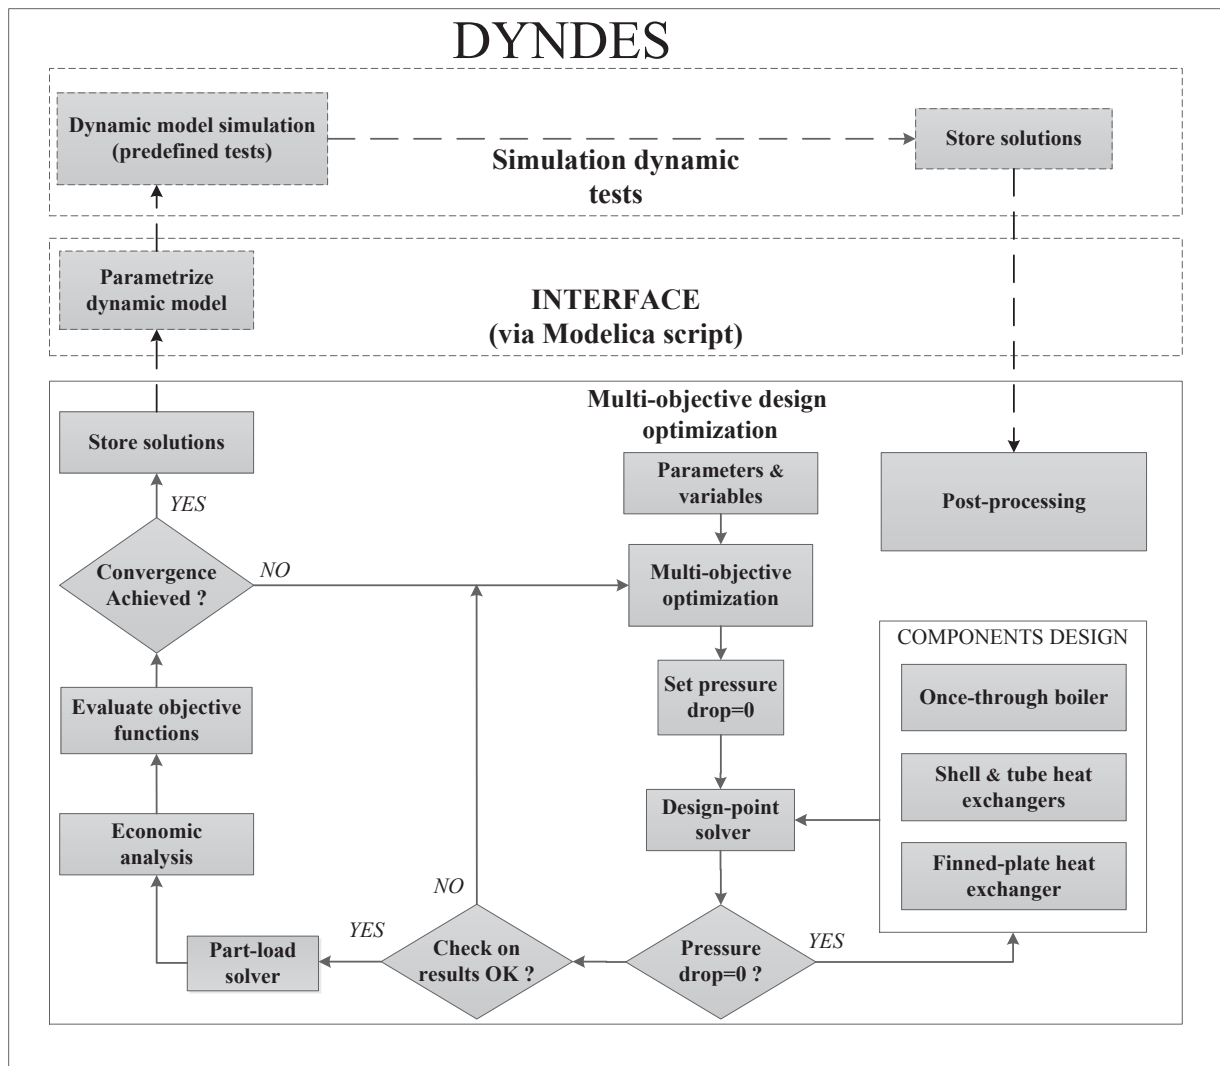 DYNDES
Dynamic model simulation
(predefined tests)
Simulation dynamic
tests
Store solutions
Parametrize
dynamic model
INTERFACE
(via Modelica script)
Multi-objective design
optimization
Store solutions
Parameters &
variables
Post-processing
YES
Convergence
Achieved ?
NO
Multi-objective
optimization
COMPONENTS DESIGN
Set pressure
drop=0
Once-through boiler
Evaluate objective
functions
Shell & tube heat
exchangers
Design-point
solver
Economic
analysis
Finned-plate heat
exchanger
NO
YES
Part-load
solver
Check on
results OK ?
Pressure
drop=0 ?
YES